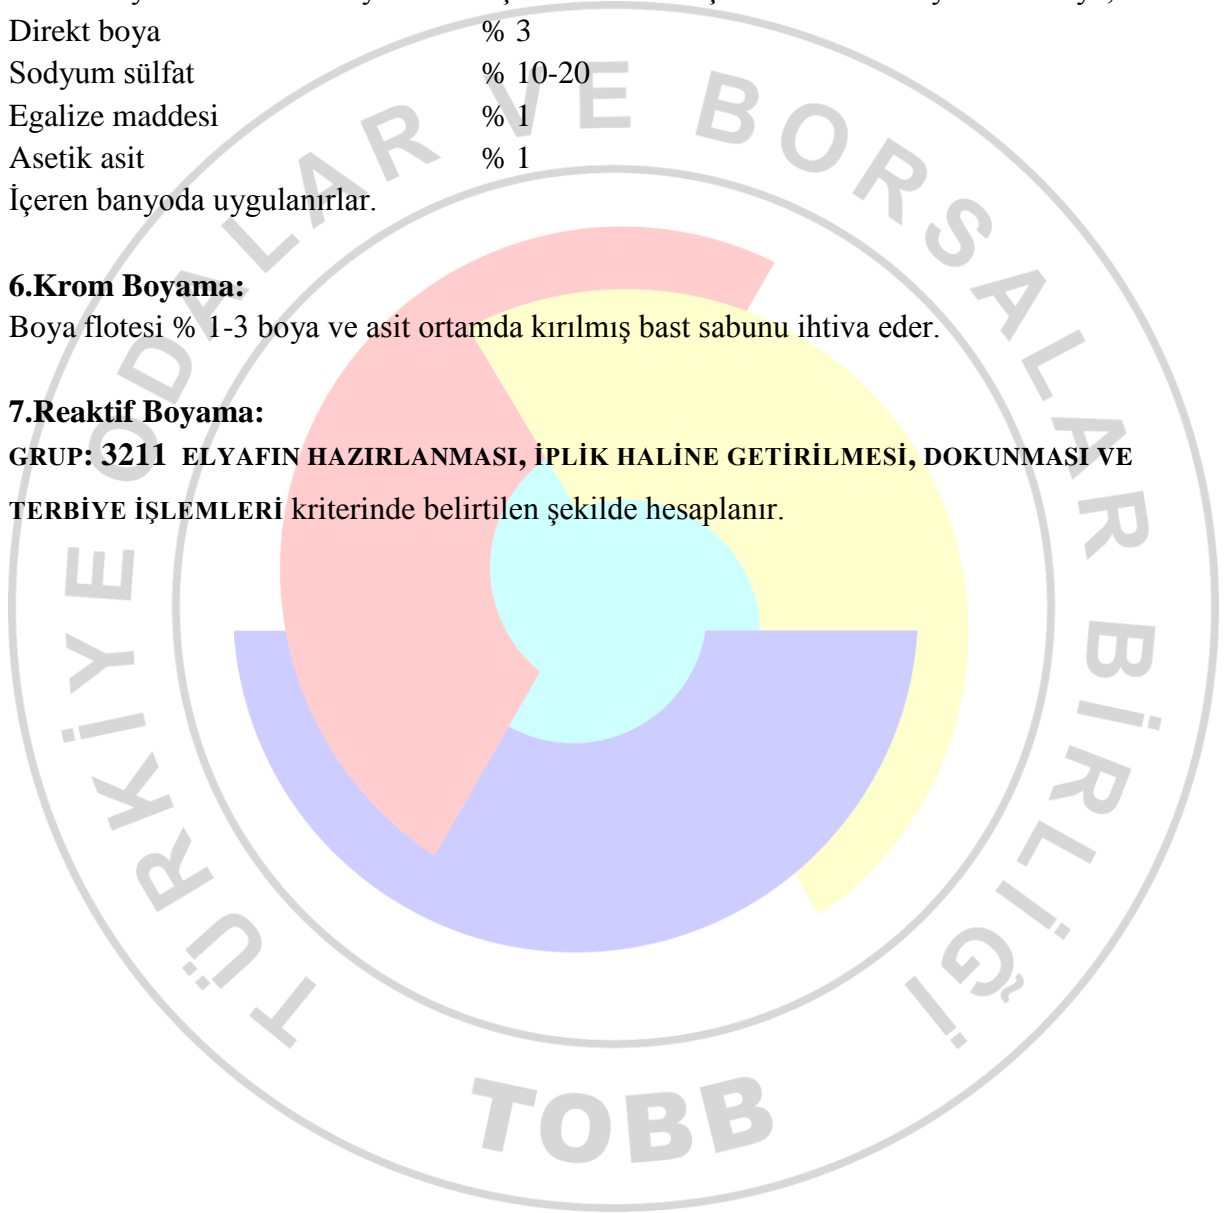 Direkt boya % 3
Sodyum sülfat % 10-20
Egalize maddesi % 1
Asetik asit % 1
İçeren banyoda uygulanırlar.
6.Krom Boyama:
Boya flotesi % 1-3 boya ve asit ortamda kırılmış bast sabunu ihtiva eder.
7.Reaktif Boyama:
GRUP: 3211 ELYAFIN HAZIRLANMASI, İPLİK HALİNE GETİRİLMESİ, DOKUNMASI VE
TERBİYE İŞLEMLERİ kriterinde belirtilen şekilde hesaplanır.
TÜRKİYE ODALAR VE BORSALAR BİRLİĞİ
TOBB